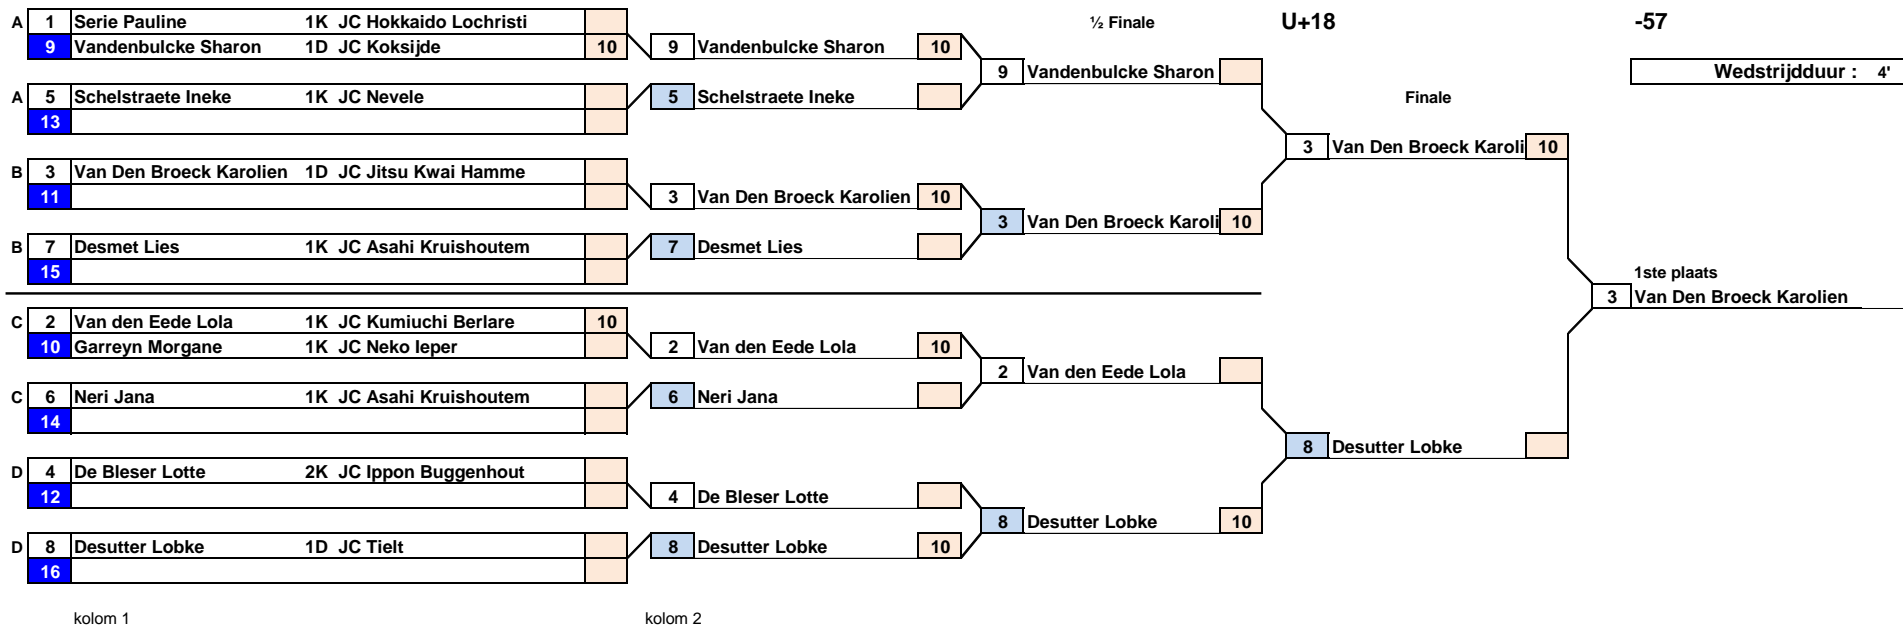 ½ Finale U+18 -57
A 1 Serie Pauline 1K JC Hokkaido Lochristi
9 Vandenbulcke Sharon 1D JC Koksijde 10
9 Vandenbulcke Sharon 10
9 Vandenbulcke Sharon
Wedstrijdduur : 4'
A 5 Schelstraete Ineke 1K JC Nevele
5 Schelstraete Ineke
Finale
13
3 Van Den Broeck Karoli 10
B 3 Van Den Broeck Karolien 1D JC Jitsu Kwai Hamme
11
3 Van Den Broeck Karolien 10
3 Van Den Broeck Karoli 10
B 7 Desmet Lies 1K JC Asahi Kruishoutem
7 Desmet Lies
15
1ste plaats
3 Van Den Broeck Karolien
C 2 Van den Eede Lola 1K JC Kumiuchi Berlare 10
10 Garreyn Morgane 1K JC Neko Ieper
2 Van den Eede Lola 10
2 Van den Eede Lola
C 6 Neri Jana 1K JC Asahi Kruishoutem
6 Neri Jana
14
8 Desutter Lobke
D 4 De Bleser Lotte 2K JC Ippon Buggenhout
12
4 De Bleser Lotte
8 Desutter Lobke 10
D 8 Desutter Lobke 1D JC Tielt
8 Desutter Lobke 10
16
kolom 1 kolom 2